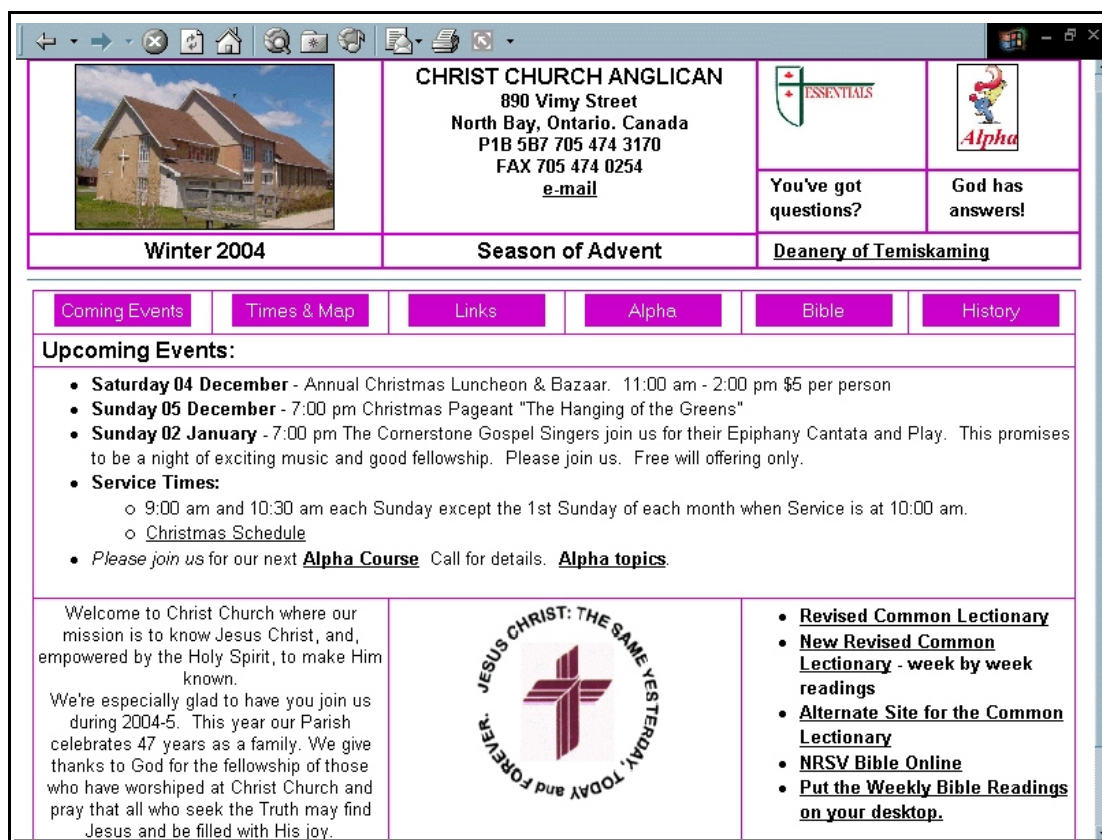 CHRIST CHURCH ANGLICAN
890 Vimy Street
North Bay, Ontario. Canada
P1B 5B7 705 474 3170
FAX 705 474 0254
e-mail
ESSENTIALS
Alpha
You've got
questions?
God has
answers!
Winter 2004
Season of Advent
Deanery of Temiskaming
Coming Events
Times & Map
Links
Alpha
Bible
History
Upcoming Events:
• Saturday 04 December - Annual Christmas Luncheon & Bazaar. 11:00 am - 2:00 pm $5 per person
• Sunday 05 December - 7:00 pm Christmas Pageant "The Hanging of the Greens"
• Sunday 02 January - 7:00 pm The Cornerstone Gospel Singers join us for their Epiphany Cantata and Play. This promises
to be a night of exciting music and good fellowship. Please join us. Free will offering only.
• Service Times:
o 9:00 am and 10:30 am each Sunday except the 1st Sunday of each month when Service is at 10:00 am.
o Christmas Schedule
• Please join us for our next Alpha Course Call for details. Alpha topics.
Welcome to Christ Church where our
mission is to know Jesus Christ, and,
empowered by the Holy Spirit, to make Him
known.
We're especially glad to have you join us
during 2004-5. This year our Parish
celebrates 47 years as a family. We give
thanks to God for the fellowship of those
who have worshiped at Christ Church and
pray that all who seek the Truth may find
Jesus and be filled with His joy.
JESUS CHRIST: THE SAME YESTERDAY, TODAY and FOREVER.
• Revised Common Lectionary
• New Revised Common
Lectionary - week by week
readings
• Alternate Site for the Common
Lectionary
• NRSV Bible Online
• Put the Weekly Bible Readings
on your desktop.